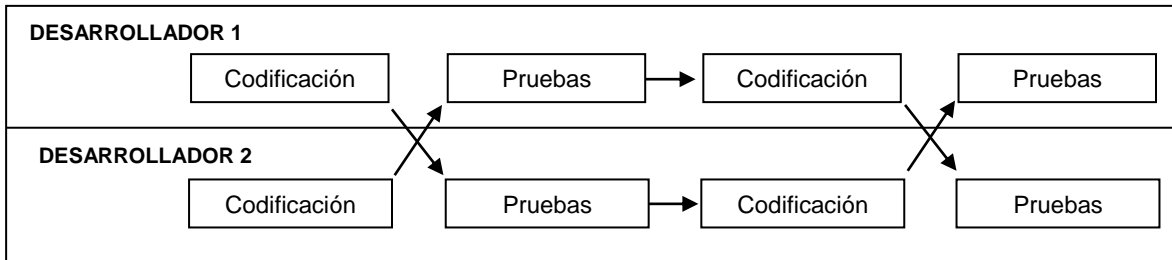 DESARROLLADOR 1
Codificación Pruebas Codificación Pruebas
DESARROLLADOR 2
Codificación Pruebas Codificación Pruebas